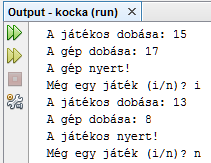 Output - kocka (run)
A játékos dobása: 15
A gép dobása: 17
A gép nyert!
Még egy játék (i/n)? i
A játékos dobása: 13
A gép dobása: 8
A játékos nyert!
Még egy játék (i/n)? n